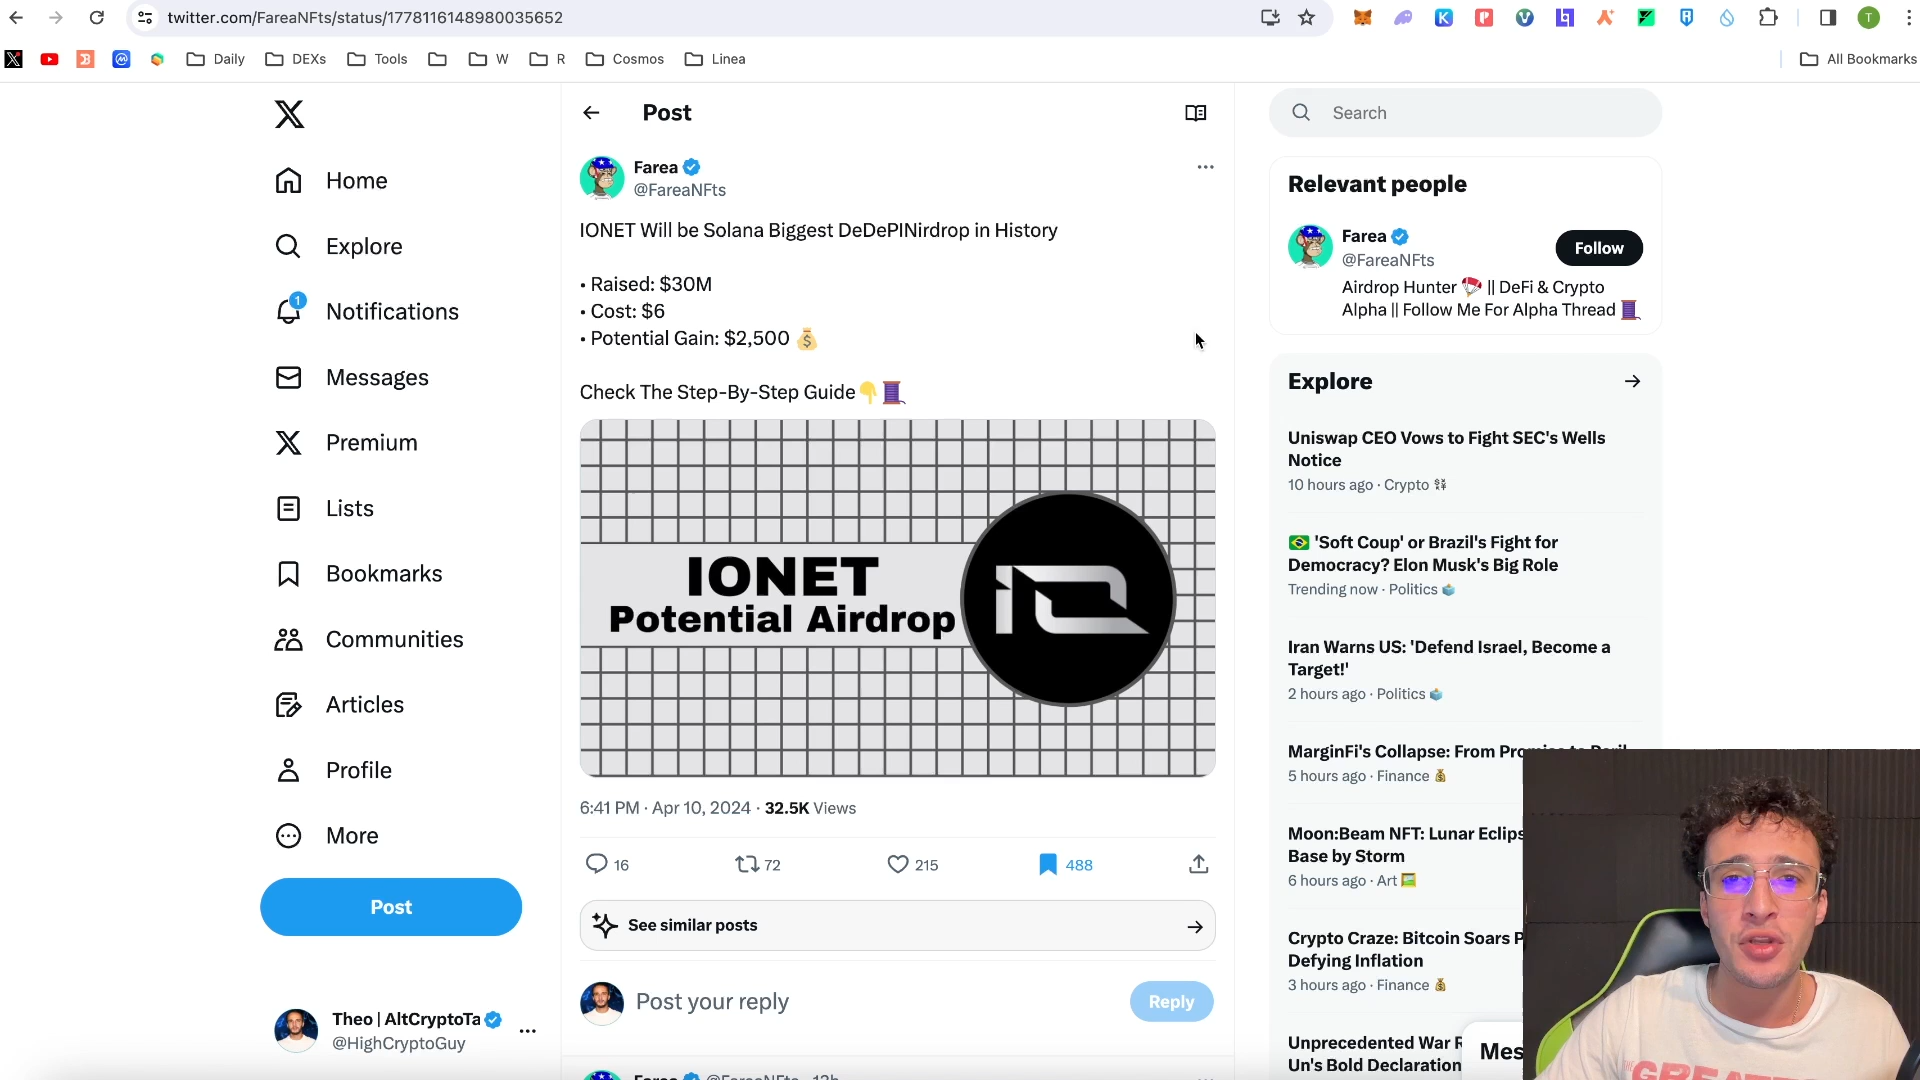 twitter.com/FareaNFts/status/1778116148980035652
Daily
DEXs
Tools
W
R
Cosmos
Linea
All Bookmarks
T
Home
Explore
1
Notifications
Messages
Premium
Lists
Bookmarks
Communities
Articles
Profile
More
Post
Theo | AltCryptoTa
@HighCryptoGuy
Post
Farea
@FareaNFts
IONET Will be Solana Biggest DeDePINirdrop in History
• Raised: $30M
• Cost: $6
• Potential Gain: $2,500 💰
Check The Step-By-Step Guide👇🧵
IONET
Potential Airdrop
6:41 PM · Apr 10, 2024 · 32.5K Views
16
72
215
488
See similar posts
Post your reply
Reply
Search
Relevant people
Farea
@FareaNFts
Follow
Airdrop Hunter 🪂 || DeFi & Crypto
Alpha || Follow Me For Alpha Thread 🧵
Explore
Uniswap CEO Vows to Fight SEC's Wells
Notice
10 hours ago · Crypto
🇧🇷 'Soft Coup' or Brazil's Fight for
Democracy? Elon Musk's Big Role
Trending now · Politics 🗳️
Iran Warns US: 'Defend Israel, Become a
Target!'
2 hours ago · Politics 🗳️
MarginFi's Collapse: From Promise to Peril
5 hours ago · Finance 💰
Moon:Beam NFT: Lunar Eclips
Base by Storm
6 hours ago · Art 🖼️
Crypto Craze: Bitcoin Soars P
Defying Inflation
3 hours ago · Finance 💰
Unprecedented War R
Un's Bold Declaration
Mes